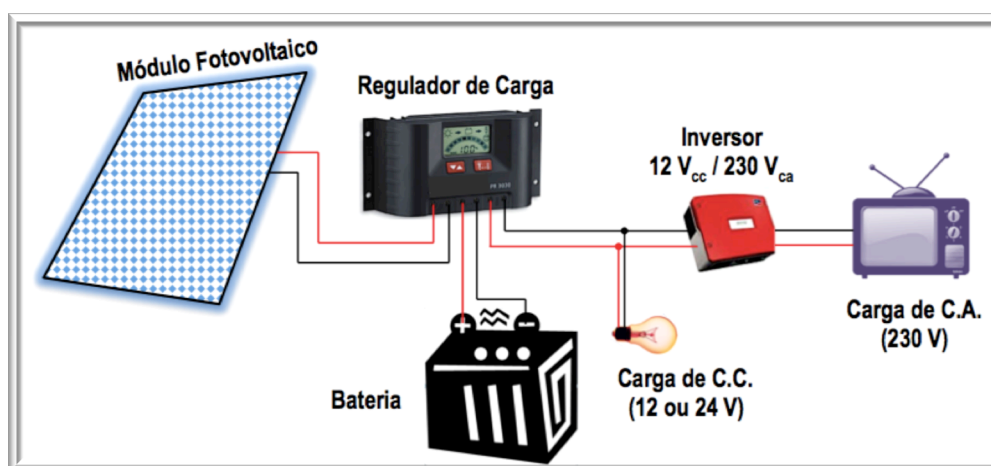 Módulo Fotovoltaico
Regulador de Carga
Inversor
12 Vcc / 230 Vca
Carga de C.A.
(230 V)
Carga de C.C.
(12 ou 24 V)
Bateria